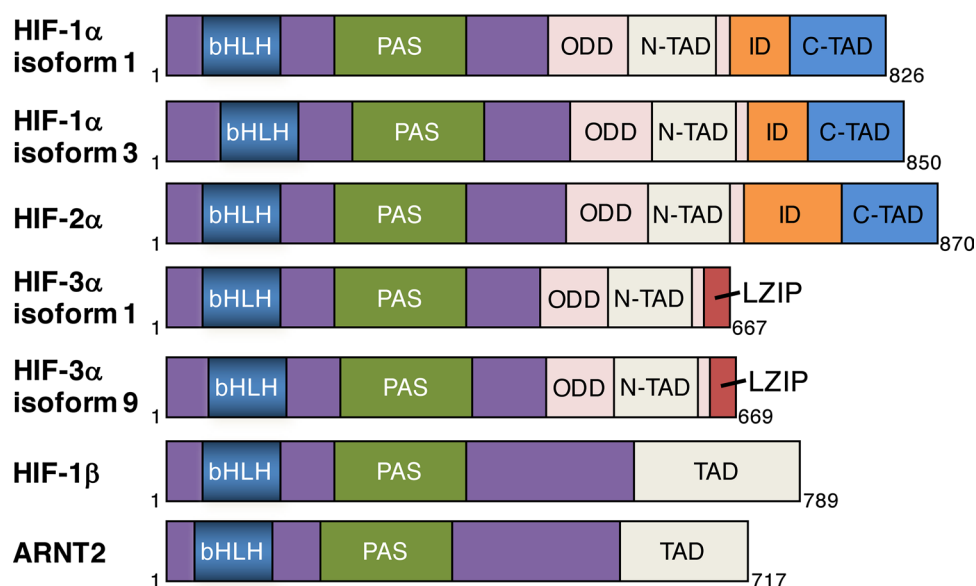 HIF-1α
isoform 1
1 bHLH PAS ODD N-TAD ID C-TAD 826
HIF-1α
isoform 3
1 bHLH PAS ODD N-TAD ID C-TAD 850
HIF-2α
1 bHLH PAS ODD N-TAD ID C-TAD 870
HIF-3α
isoform 1
1 bHLH PAS ODD N-TAD LZIP 667
HIF-3α
isoform 9
1 bHLH PAS ODD N-TAD LZIP 669
HIF-1β
1 bHLH PAS TAD 789
ARNT2
1 bHLH PAS TAD 717